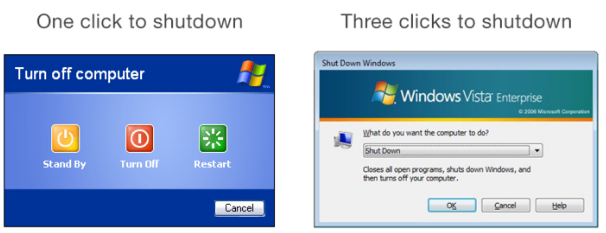 One click to shutdown
Three clicks to shutdown
Turn off computer
Stand By
Turn Off
Restart
Cancel
Shut Down Windows
Windows Vista Enterprise
© 2006 Microsoft Corporation
What do you want the computer to do?
Shut Down
Closes all open programs, shuts down Windows, and
then turns off your computer.
OK
Cancel
Help